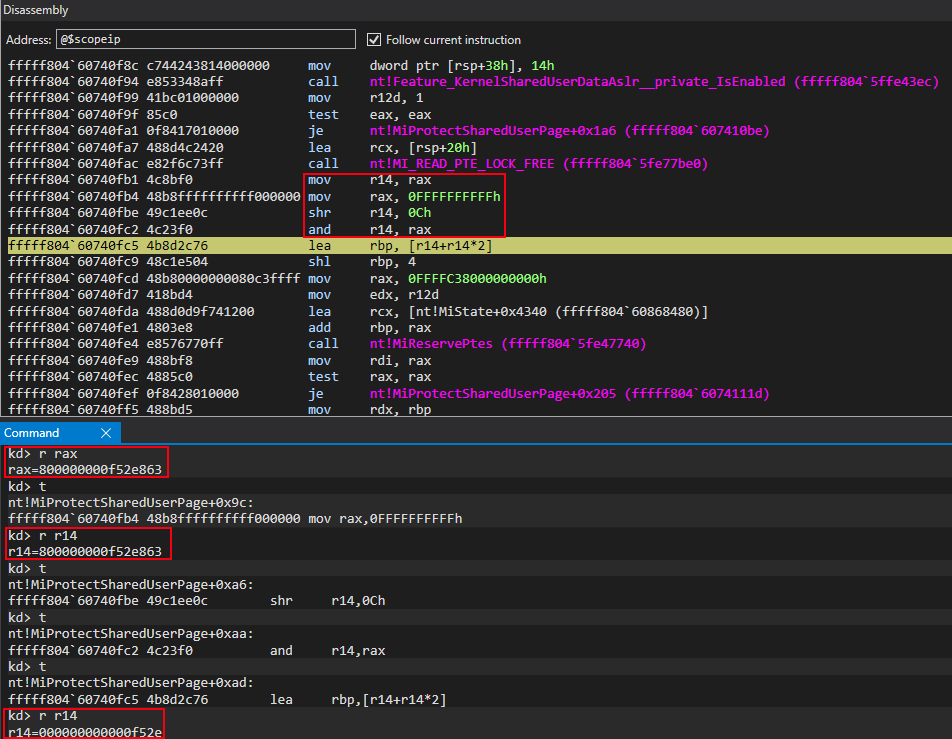 Disassembly
Address: @$scopeip Follow current instruction
fffff804`60740f8c c744243814000000 mov dword ptr [rsp+38h], 14h
fffff804`60740f94 e853348aff call nt!Feature_KernelSharedUserDataAslr__private_IsEnabled (fffff804`5ffe43ec)
fffff804`60740f99 41bc01000000 mov r12d, 1
fffff804`60740f9f 85c0 test eax, eax
fffff804`60740fa1 0f8417010000 je nt!MiProtectSharedUserPage+0x1a6 (fffff804`607410be)
fffff804`60740fa7 488d4c2420 lea rcx, [rsp+20h]
fffff804`60740fac e82f6c73ff call nt!MI_READ_PTE_LOCK_FREE (fffff804`5fe77be0)
fffff804`60740fb1 4c8bf0 mov r14, rax
fffff804`60740fb4 48b8ffffffffff000000 mov rax, 0FFFFFFFFFFh
fffff804`60740fbe 49c1ee0c shr r14, 0Ch
fffff804`60740fc2 4c23f0 and r14, rax
fffff804`60740fc5 4b8d2c76 lea rbp, [r14+r14*2]
fffff804`60740fc9 48c1e504 shl rbp, 4
fffff804`60740fcd 48b80000000080c3ffff mov rax, 0FFFFC38000000000h
fffff804`60740fd7 418bd4 mov edx, r12d
fffff804`60740fda 488d0d9f741200 lea rcx, [nt!MiState+0x4340 (fffff804`60868480)]
fffff804`60740fe1 4803e8 add rbp, rax
fffff804`60740fe4 e8576770ff call nt!MiReservePtes (fffff804`5fe47740)
fffff804`60740fe9 488bf8 mov rdi, rax
fffff804`60740fec 4885c0 test rax, rax
fffff804`60740fef 0f8428010000 je nt!MiProtectSharedUserPage+0x205 (fffff804`6074111d)
fffff804`60740ff5 488bd5 mov rdx, rbp
Command
kd> r rax
rax=800000000f52e863
kd> t
nt!MiProtectSharedUserPage+0x9c:
fffff804`60740fb4 48b8ffffffffff000000 mov rax,0FFFFFFFFFFh
kd> r r14
r14=800000000f52e863
kd> t
nt!MiProtectSharedUserPage+0xa6:
fffff804`60740fbe 49c1ee0c shr r14,0Ch
kd> t
nt!MiProtectSharedUserPage+0xaa:
fffff804`60740fc2 4c23f0 and r14,rax
kd> t
nt!MiProtectSharedUserPage+0xad:
fffff804`60740fc5 4b8d2c76 lea rbp,[r14+r14*2]
kd> r r14
r14=000000000000f52e